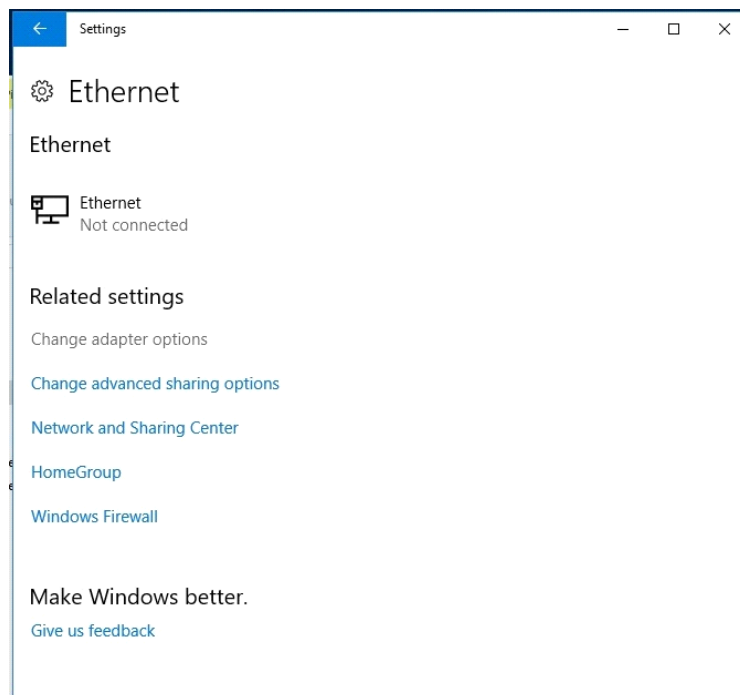 Settings
Ethernet
Ethernet
Ethernet
Not connected
Related settings
Change adapter options
Change advanced sharing options
Network and Sharing Center
HomeGroup
Windows Firewall
Make Windows better.
Give us feedback